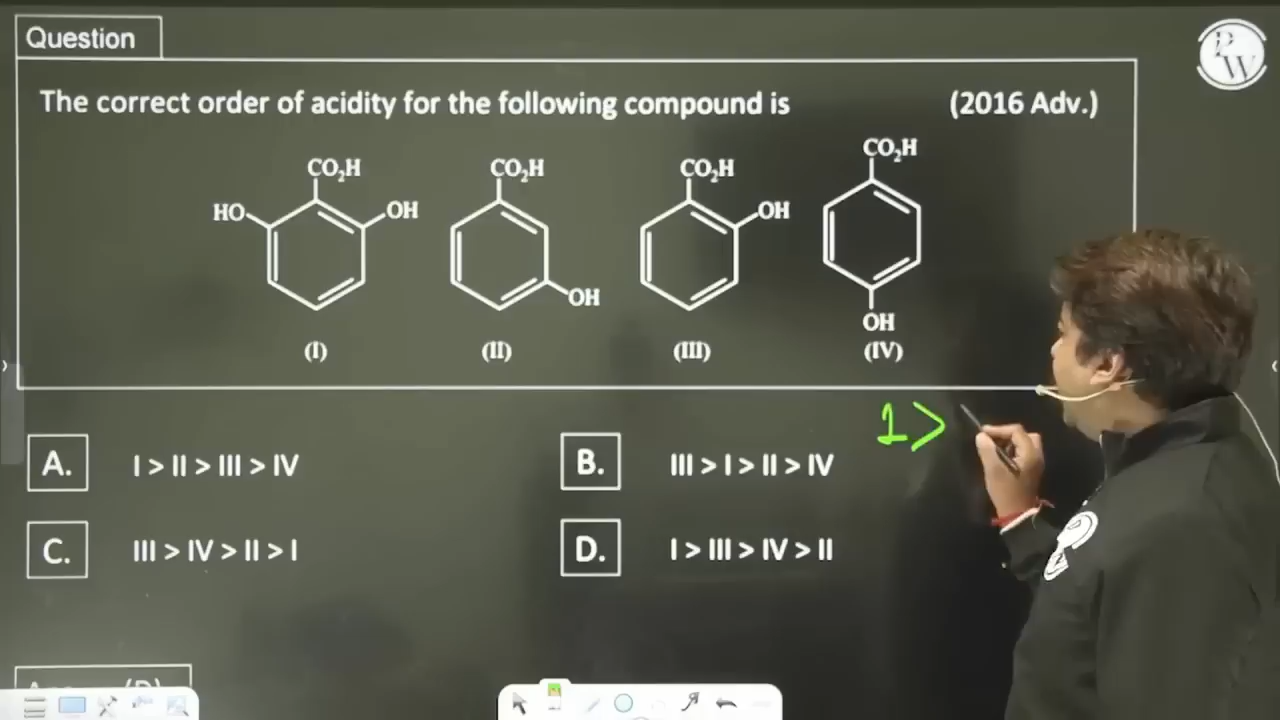 Question
PW
The correct order of acidity for the following compound is (2016 Adv.)
CO₂H CO₂H CO₂H CO₂H
HO OH OH
OH
OH
(I) (II) (III) (IV)
1>
A. I > II > III > IV B. III > I > II > IV
C. III > IV > II > I D. I > III > IV > II